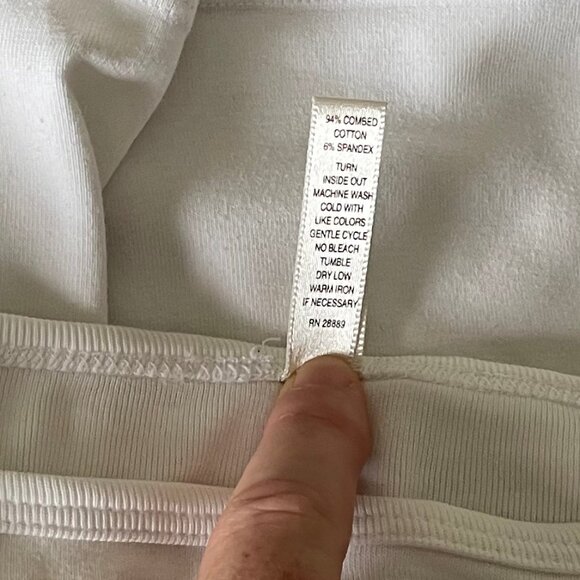 94% COMBED
COTTON
6% SPANDEX
TURN
INSIDE OUT
MACHINE WASH
COLD WITH
LIKE COLORS
GENTLE CYCLE
NO BLEACH
TUMBLE
DRY LOW
WARM IRON
IF NECESSARY
RN 28889